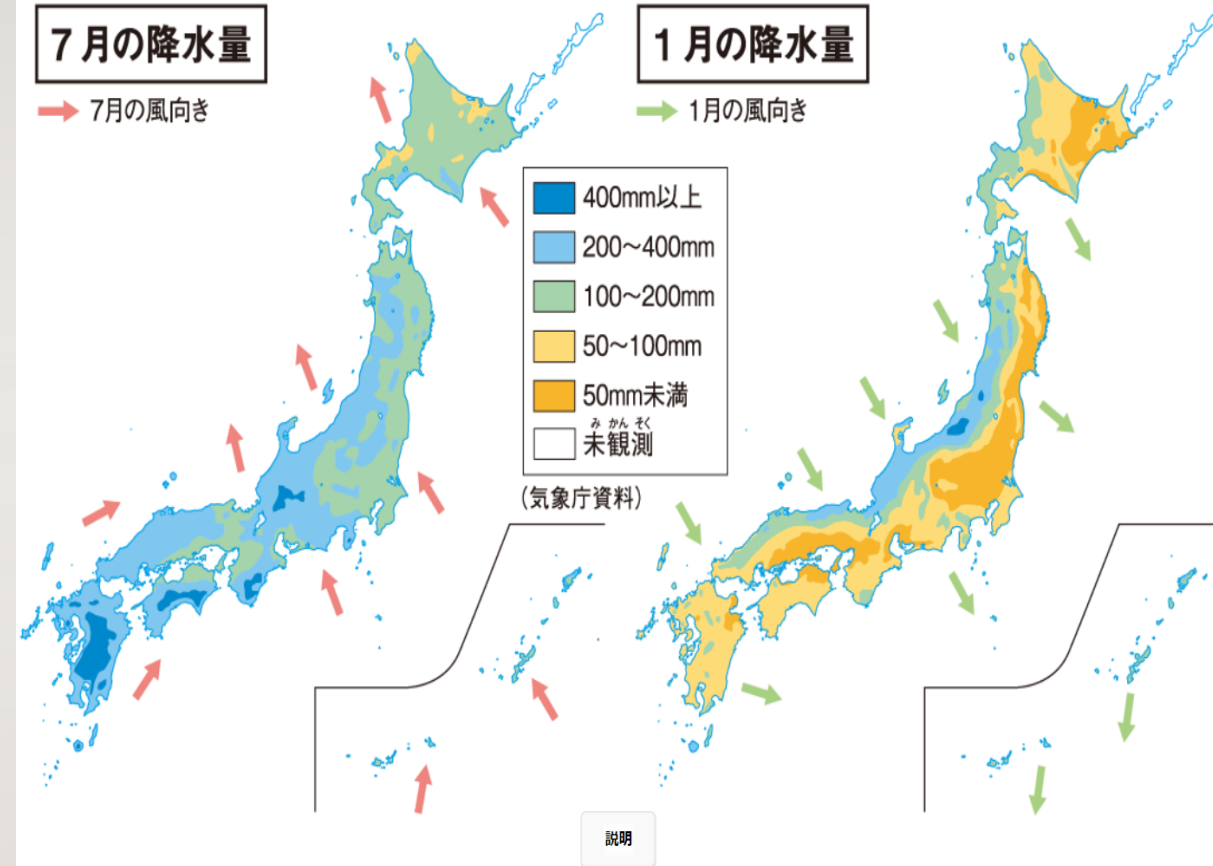 7月の降水量
7月の風向き
1月の降水量
1月の風向き
400mm以上
200～400mm
100～200mm
50～100mm
50mm未満
み かん そく
未観測
(気象庁資料)
説明